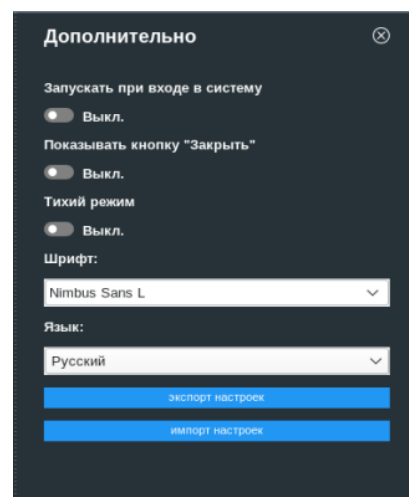 Дополнительно
Запускать при входе в систему
Выкл.
Показывать кнопку "Закрыть"
Выкл.
Тихий режим
Выкл.
Шрифт:
Nimbus Sans L
Язык:
Русский
экспорт настроек
импорт настроек